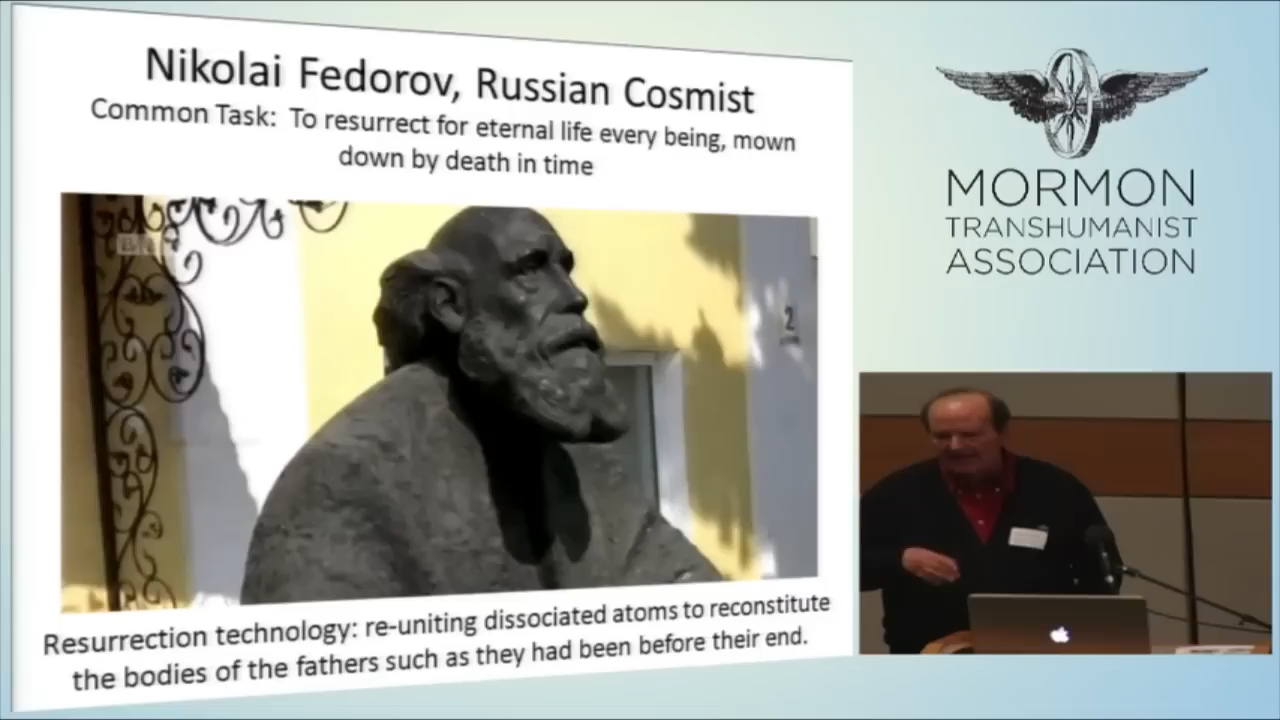 Nikolai Fedorov, Russian Cosmist
Common Task: To resurrect for eternal life every being, mown
down by death in time
2
Resurrection technology: re-uniting dissociated atoms to reconstitute
the bodies of the fathers such as they had been before their end.
MORMON
TRANSHUMANIST
ASSOCIATION